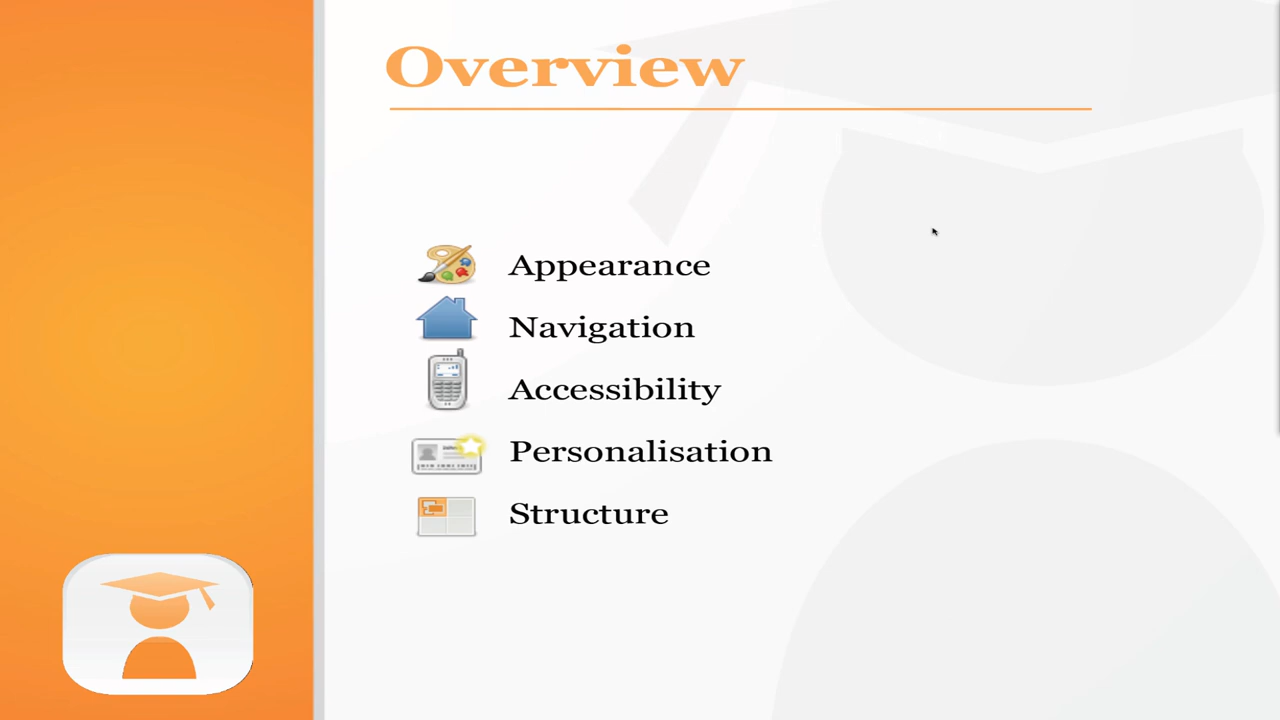 Overview
Appearance
Navigation
Accessibility
Personalisation
Structure